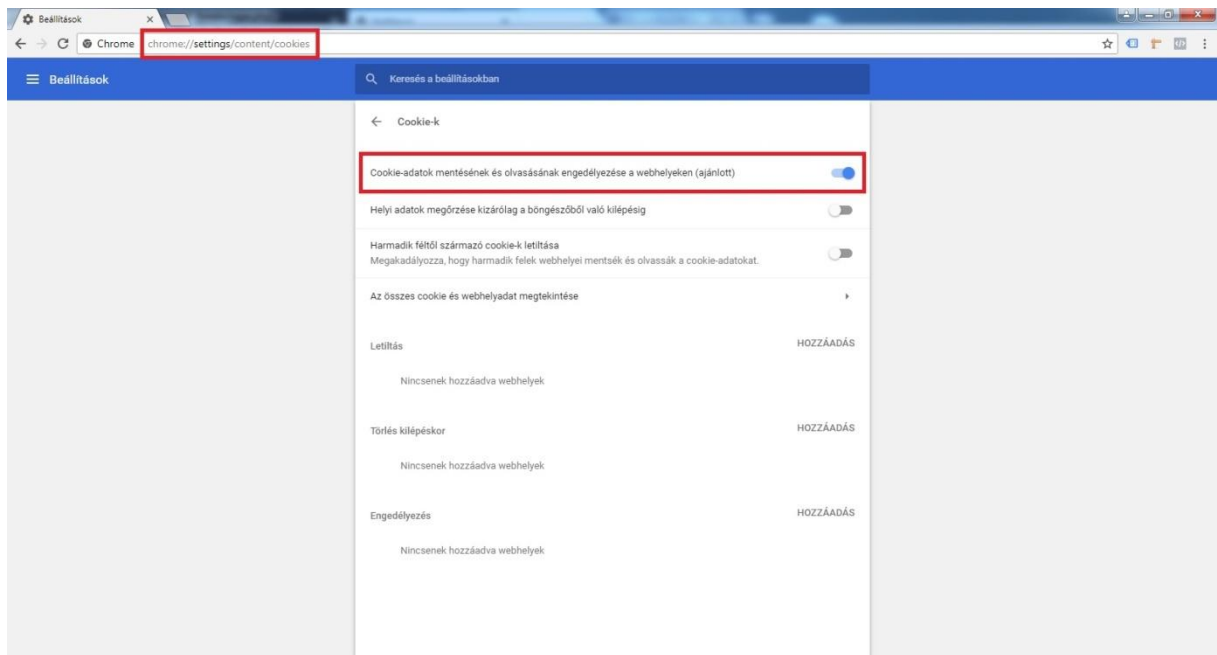 Beállítások
Chrome chrome://settings/content/cookies
Beállítások
Keresés a beállításokban
Cookie-k
Cookie-adatok mentésének és olvasásának engedélyezése a webhelyeken (ajánlott)
Helyi adatok megőrzése kizárólag a böngészőből való kilépésig
Harmadik féltől származó cookie-k letiltása
Megakadályozza, hogy harmadik felek webhelyei mentsék és olvassák a cookie-adatokat.
Az összes cookie és webhelyadat megtekintése
Letiltás HOZZÁADÁS
Nincsenek hozzáadva webhelyek
Törlés kilépéskor HOZZÁADÁS
Nincsenek hozzáadva webhelyek
Engedélyezés HOZZÁADÁS
Nincsenek hozzáadva webhelyek